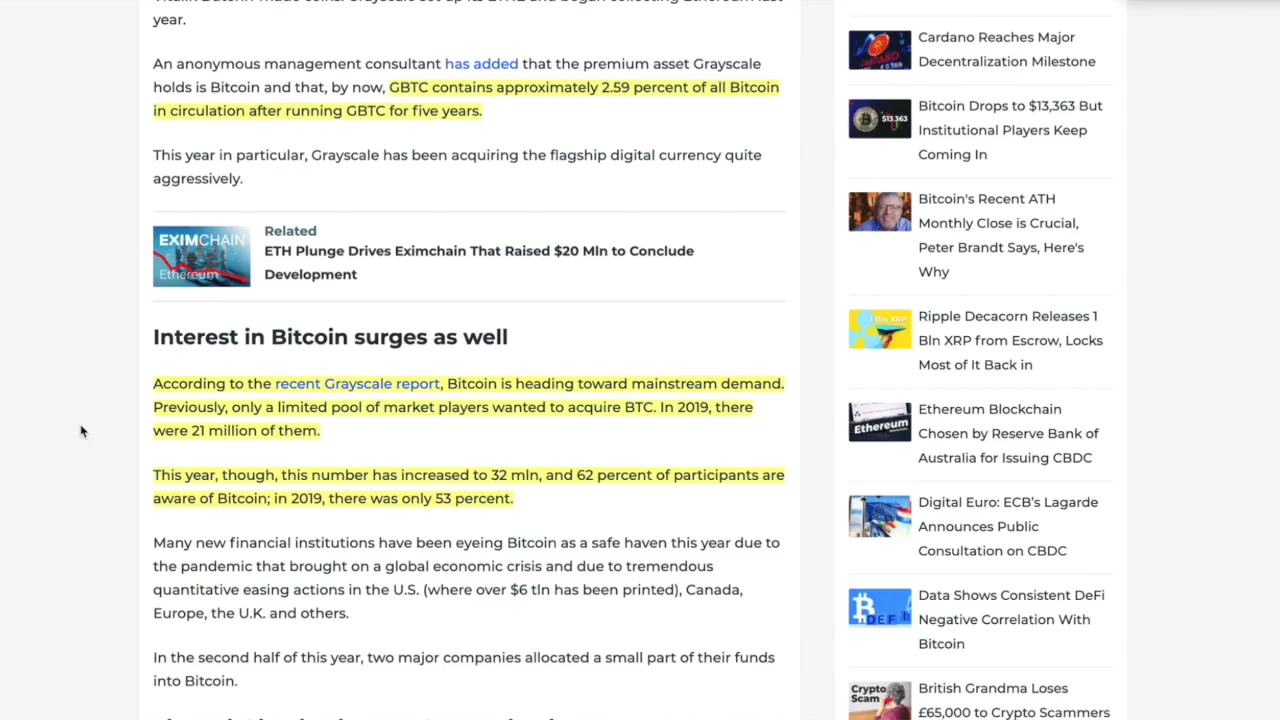 year.
An anonymous management consultant has added that the premium asset Grayscale
holds is Bitcoin and that, by now, GBTC contains approximately 2.59 percent of all Bitcoin
in circulation after running GBTC for five years.
This year in particular, Grayscale has been acquiring the flagship digital currency quite
aggressively.
EXIMCHAIN
Ethereum
Related
ETH Plunge Drives Eximchain That Raised $20 Mln to Conclude
Development
Interest in Bitcoin surges as well
According to the recent Grayscale report, Bitcoin is heading toward mainstream demand.
Previously, only a limited pool of market players wanted to acquire BTC. In 2019, there
were 21 million of them.
This year, though, this number has increased to 32 mln, and 62 percent of participants are
aware of Bitcoin; in 2019, there was only 53 percent.
Many new financial institutions have been eyeing Bitcoin as a safe haven this year due to
the pandemic that brought on a global economic crisis and due to tremendous
quantitative easing actions in the U.S. (where over $6 tln has been printed), Canada,
Europe, the U.K. and others.
In the second half of this year, two major companies allocated a small part of their funds
into Bitcoin.
Cardano Reaches Major
Decentralization Milestone
$13,363
Bitcoin Drops to $13,363 But
Institutional Players Keep
Coming In
Bitcoin's Recent ATH
Monthly Close is Crucial,
Peter Brandt Says, Here's
Why
1 Bln XRP
Ripple Decacorn Releases 1
Bln XRP from Escrow, Locks
Most of It Back in
Ethereum
Ethereum Blockchain
Chosen by Reserve Bank of
Australia for Issuing CBDC
Digital Euro: ECB's Lagarde
Announces Public
Consultation on CBDC
DEFI
Data Shows Consistent DeFi
Negative Correlation With
Bitcoin
Crypto
Scam
British Grandma Loses
£65,000 to Crypto Scammers